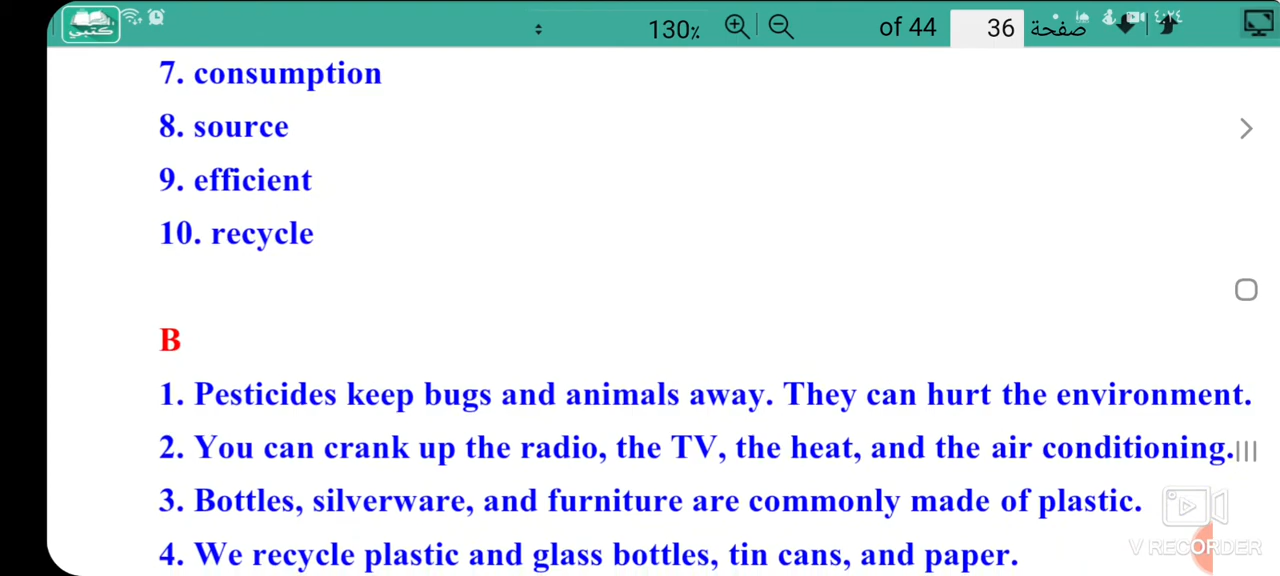 كتبي 130% of 44 36 صفحة ٤:٢٤
7. consumption
8. source
9. efficient
10. recycle
B
1. Pesticides keep bugs and animals away. They can hurt the environment.
2. You can crank up the radio, the TV, the heat, and the air conditioning.
3. Bottles, silverware, and furniture are commonly made of plastic.
4. We recycle plastic and glass bottles, tin cans, and paper.
V RECORDER